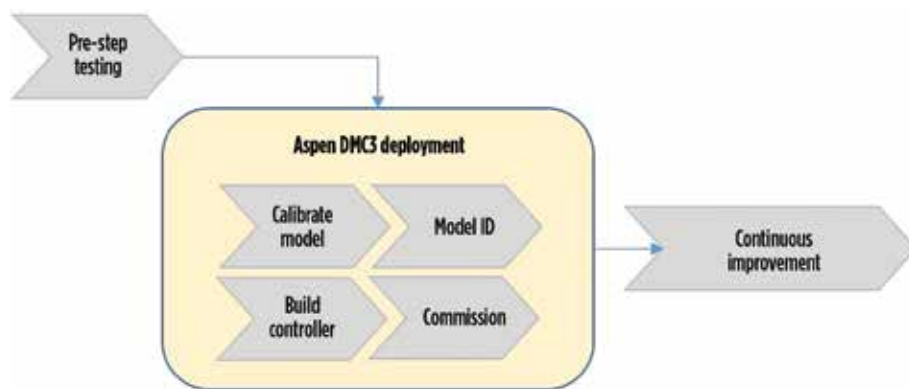 Pre-step
testing
Aspen DMC3 deployment
Calibrate
model
Model ID
Build
controller
Commission
Continuous
improvement